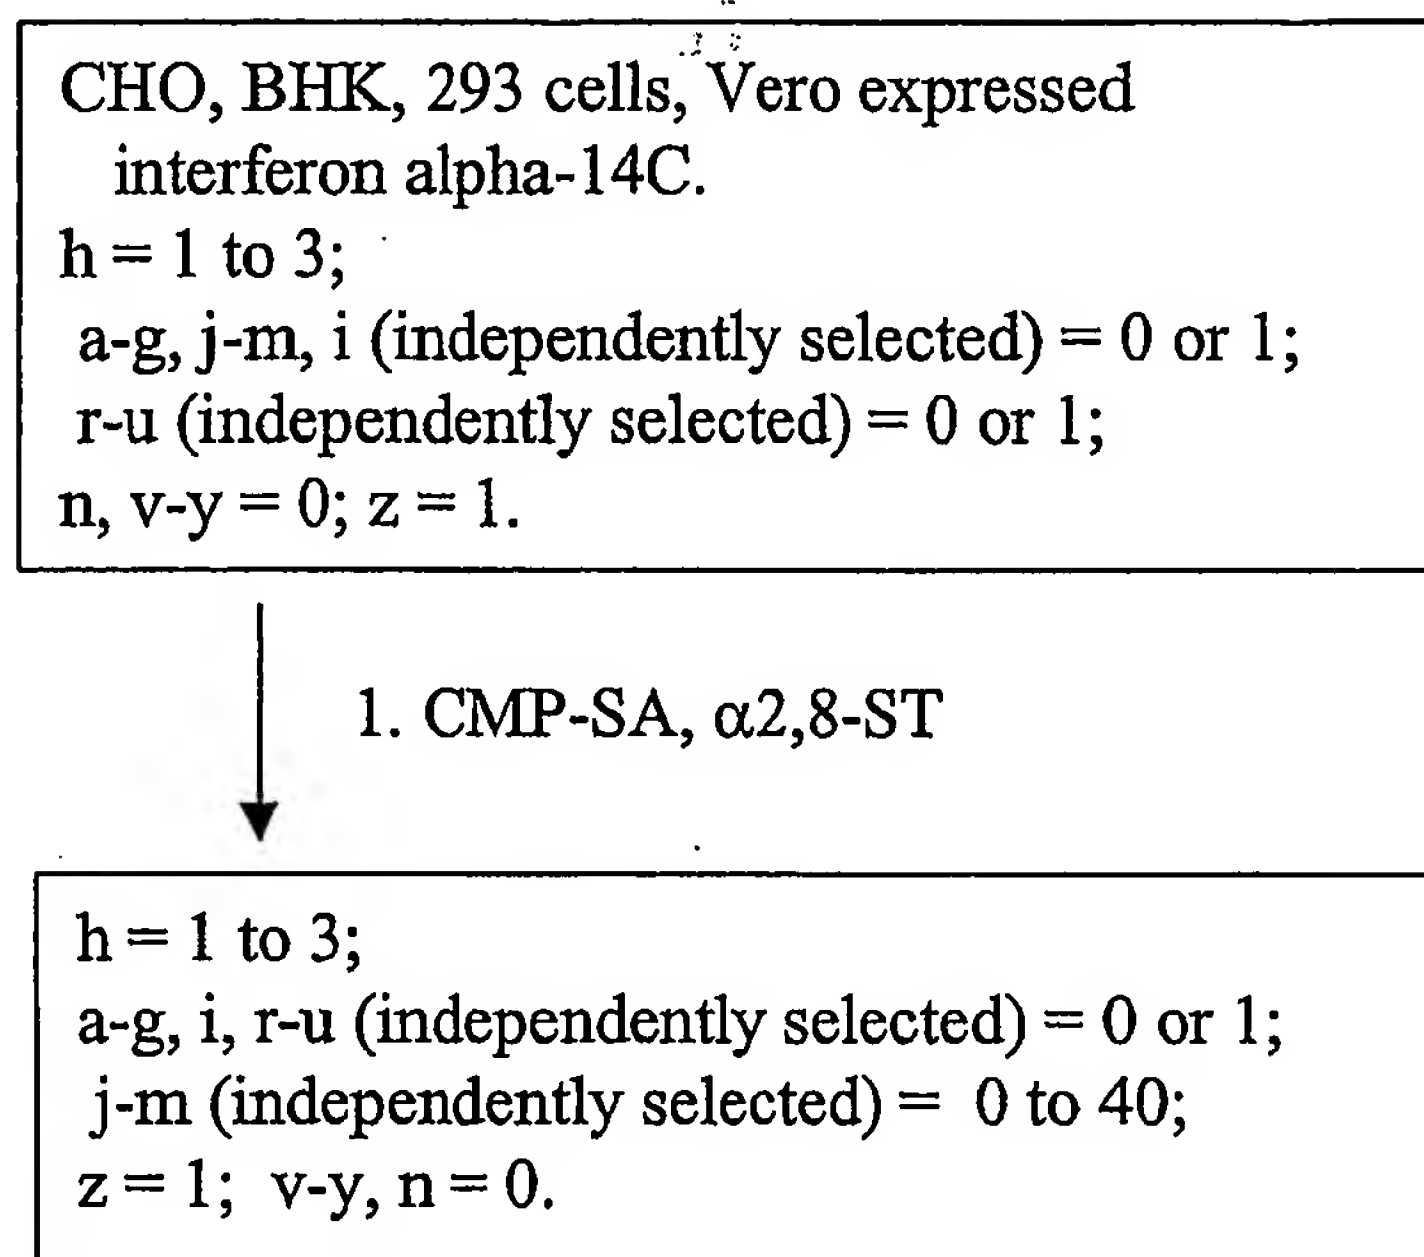 CHO, BHK, 293 cells, Vero expressed
interferon alpha-14C.
h = 1 to 3;
a-g, j-m, i (independently selected) = 0 or 1;
r-u (independently selected) = 0 or 1;
n, v-y = 0; z = 1.
1. CMP-SA, α2,8-ST
h = 1 to 3;
a-g, i, r-u (independently selected) = 0 or 1;
j-m (independently selected) = 0 to 40;
z = 1; v-y, n = 0.